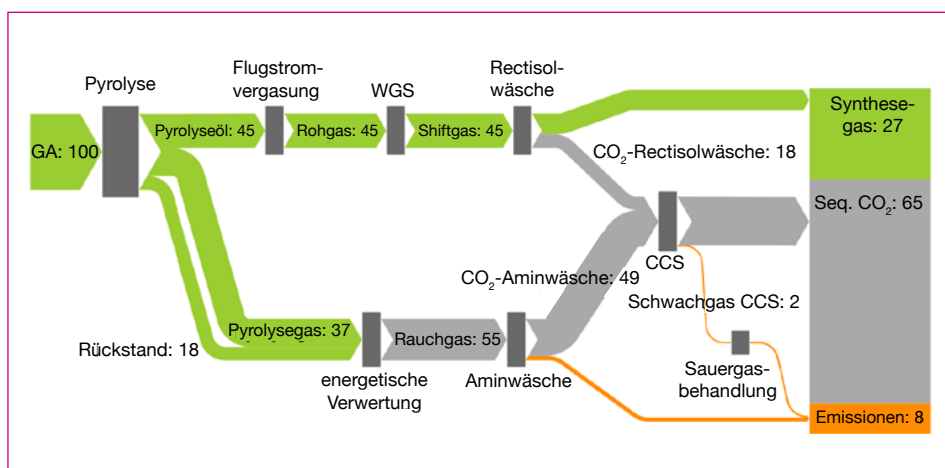 Pyrolyse
Flugstrom-
vergasung
WGS
Rectisol-
wäsche
GA: 100
Pyrolyseöl: 45
Rohgas: 45
Shiftgas: 45
Synthese-
gas: 27
CO₂-Rectisolwäsche: 18
Seq. CO₂: 65
CCS
CO₂-Aminwäsche: 49
Schwachgas CCS: 2
Pyrolysegas: 37
Rauchgas: 55
Rückstand: 18
energetische
Verwertung
Aminwäsche
Sauergas-
behandlung
Emissionen: 8